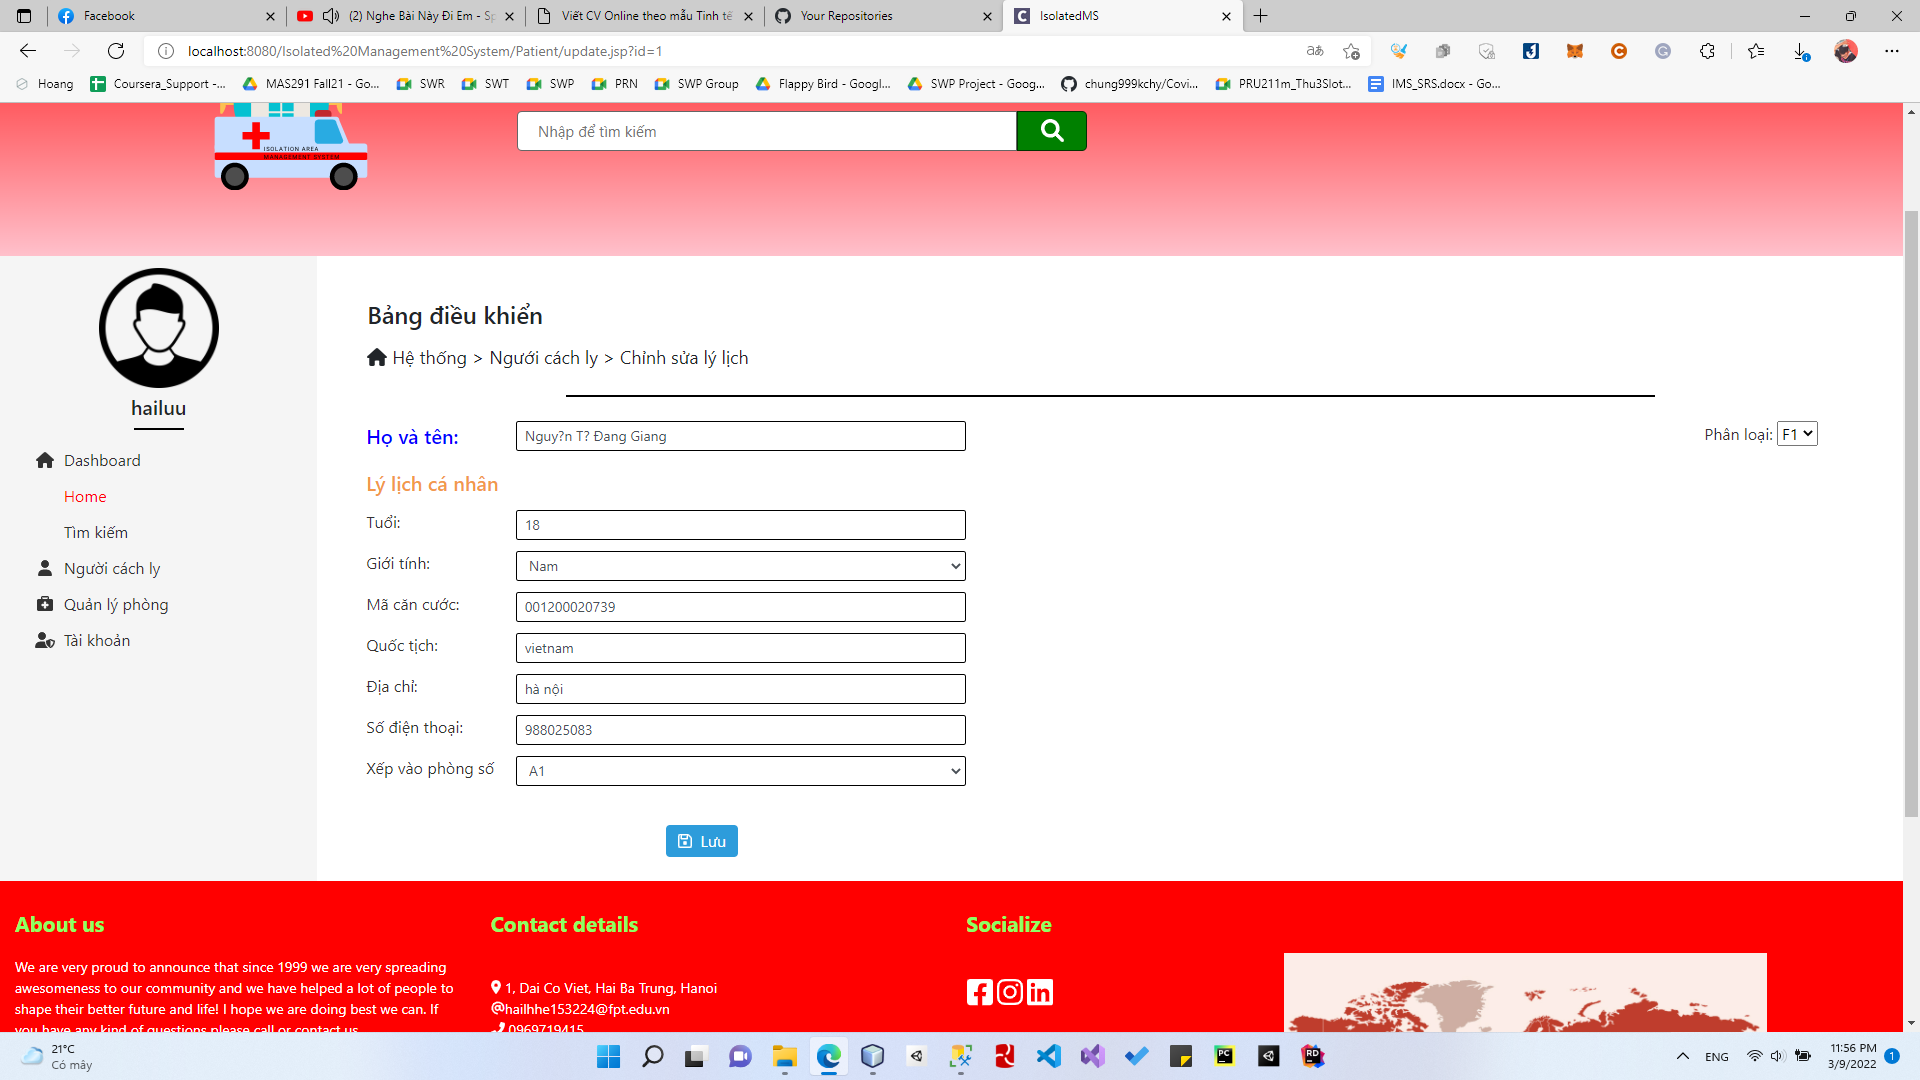 Facebook
(2) Nghe Bài Này Đi Em - Sp
Viết CV Online theo mẫu Tinh tế
Your Repositories
IsolatedMS
localhost:8080/Isolated%20Management%20System/Patient/update.jsp?id=1
Hoang
Coursera_Support -...
MAS291 Fall21 - Go...
SWR
SWT
SWP
PRN
SWP Group
Flappy Bird - Googl...
SWP Project - Goog...
chung999kchy/Covi...
PRU211m_Thu3Slot...
IMS_SRS.docx - Go...
ISOLATION AREA
MANAGEMENT SYSTEM
Nhập để tìm kiếm
hailuu
Dashboard
Home
Tìm kiếm
Người cách ly
Quản lý phòng
Tài khoản
Bảng điều khiển
Hệ thống > Ngưới cách ly > Chỉnh sửa lý lịch
Họ và tên: Nguy?n T? Đang Giang
Phân loại: F1
Lý lịch cá nhân
Tuổi: 18
Giới tính: Nam
Mã căn cước: 001200020739
Quốc tịch: vietnam
Địa chỉ: hà nội
Số điện thoại: 988025083
Xếp vào phòng số A1
Lưu
About us
We are very proud to announce that since 1999 we are very spreading
awesomeness to our community and we have helped a lot of people to
shape their better future and life! I hope we are doing best we can. If
you have any kind of questions please call or contact us
Contact details
1, Dai Co Viet, Hai Ba Trung, Hanoi
@hailhhe153224@fpt.edu.vn
0969719415
Socialize
21°C
Có mây
ENG
11:56 PM
3/9/2022
1